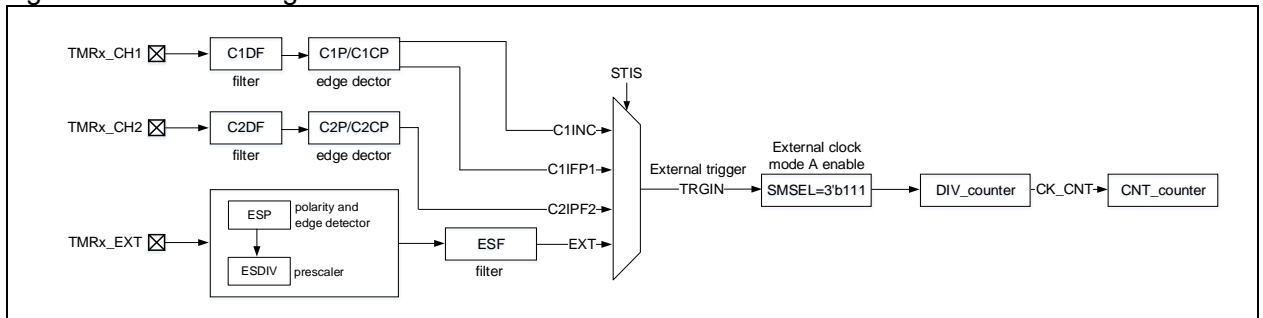 TMRx_CH1
C1DF
filter
C1P/C1CP
edge dector
STIS
TMRx_CH2
C2DF
filter
C2P/C2CP
edge dector
C1INC
C1IFP1
C2IPF2
EXT
External trigger
TRGIN
External clock
mode A enable
SMSEL=3'b111
DIV_counter
CK_CNT
CNT_counter
TMRx_EXT
ESP
polarity and
edge detector
ESDIV
prescaler
ESF
filter